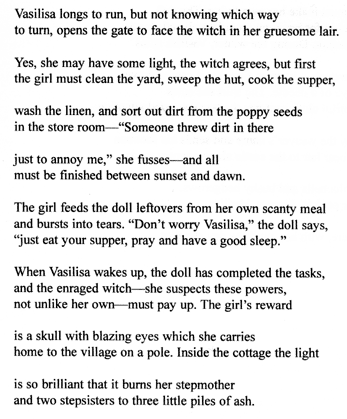 Vasilisa longs to run, but not knowing which way
to turn, opens the gate to face the witch in her gruesome lair.
Yes, she may have some light, the witch agrees, but first
the girl must clean the yard, sweep the hut, cook the supper,
wash the linen, and sort out dirt from the poppy seeds
in the store room—“Someone threw dirt in there
just to annoy me,” she fusses—and all
must be finished between sunset and dawn.
The girl feeds the doll leftovers from her own scanty meal
and bursts into tears. “Don’t worry Vasilisa,” the doll says,
“just eat your supper, pray and have a good sleep.”
When Vasilisa wakes up, the doll has completed the tasks,
and the enraged witch—she suspects these powers,
not unlike her own—must pay up. The girl’s reward
is a skull with blazing eyes which she carries
home to the village on a pole. Inside the cottage the light
is so brilliant that it burns her stepmother
and two stepsisters to three little piles of ash.